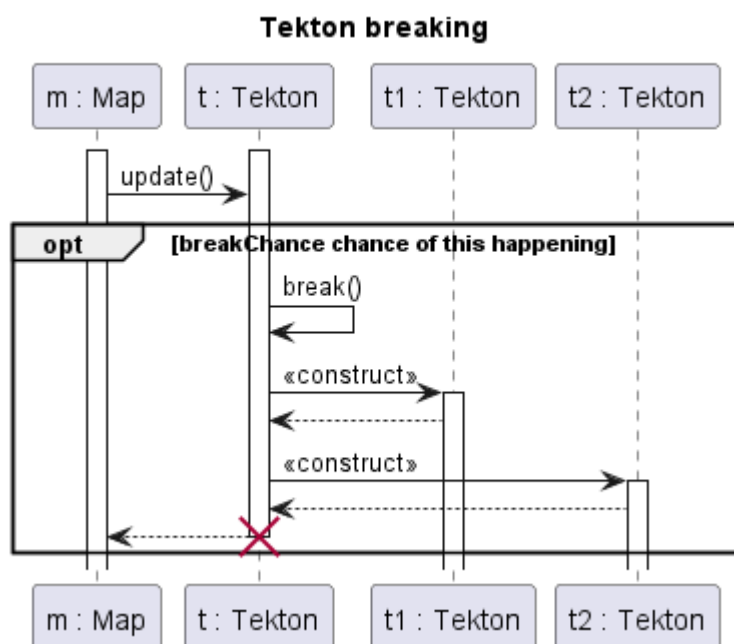 Tekton breaking
m : Map
t : Tekton
t1 : Tekton
t2 : Tekton
update()
opt
[breakChance chance of this happening]
break()
«construct»
«construct»
m : Map
t : Tekton
t1 : Tekton
t2 : Tekton